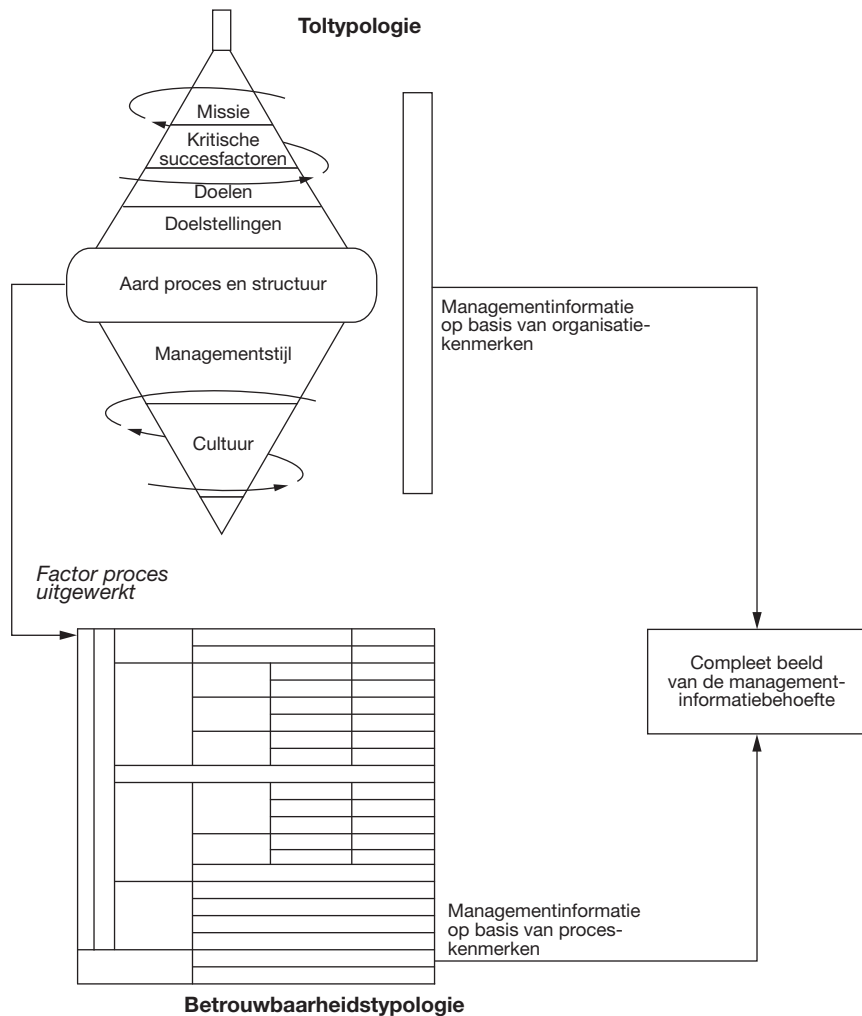 Toltypologie
Missie
Kritische
succesfactoren
Doelen
Doelstellingen
Aard proces en structuur
Managementstijl
Cultuur
Managementinformatie
op basis van organisatie-
kenmerken
Factor proces
uitgewerkt
Compleet beeld
van de management-
informatiebehoefte
Managementinformatie
op basis van proces-
kenmerken
Betrouwbaarheidstypologie